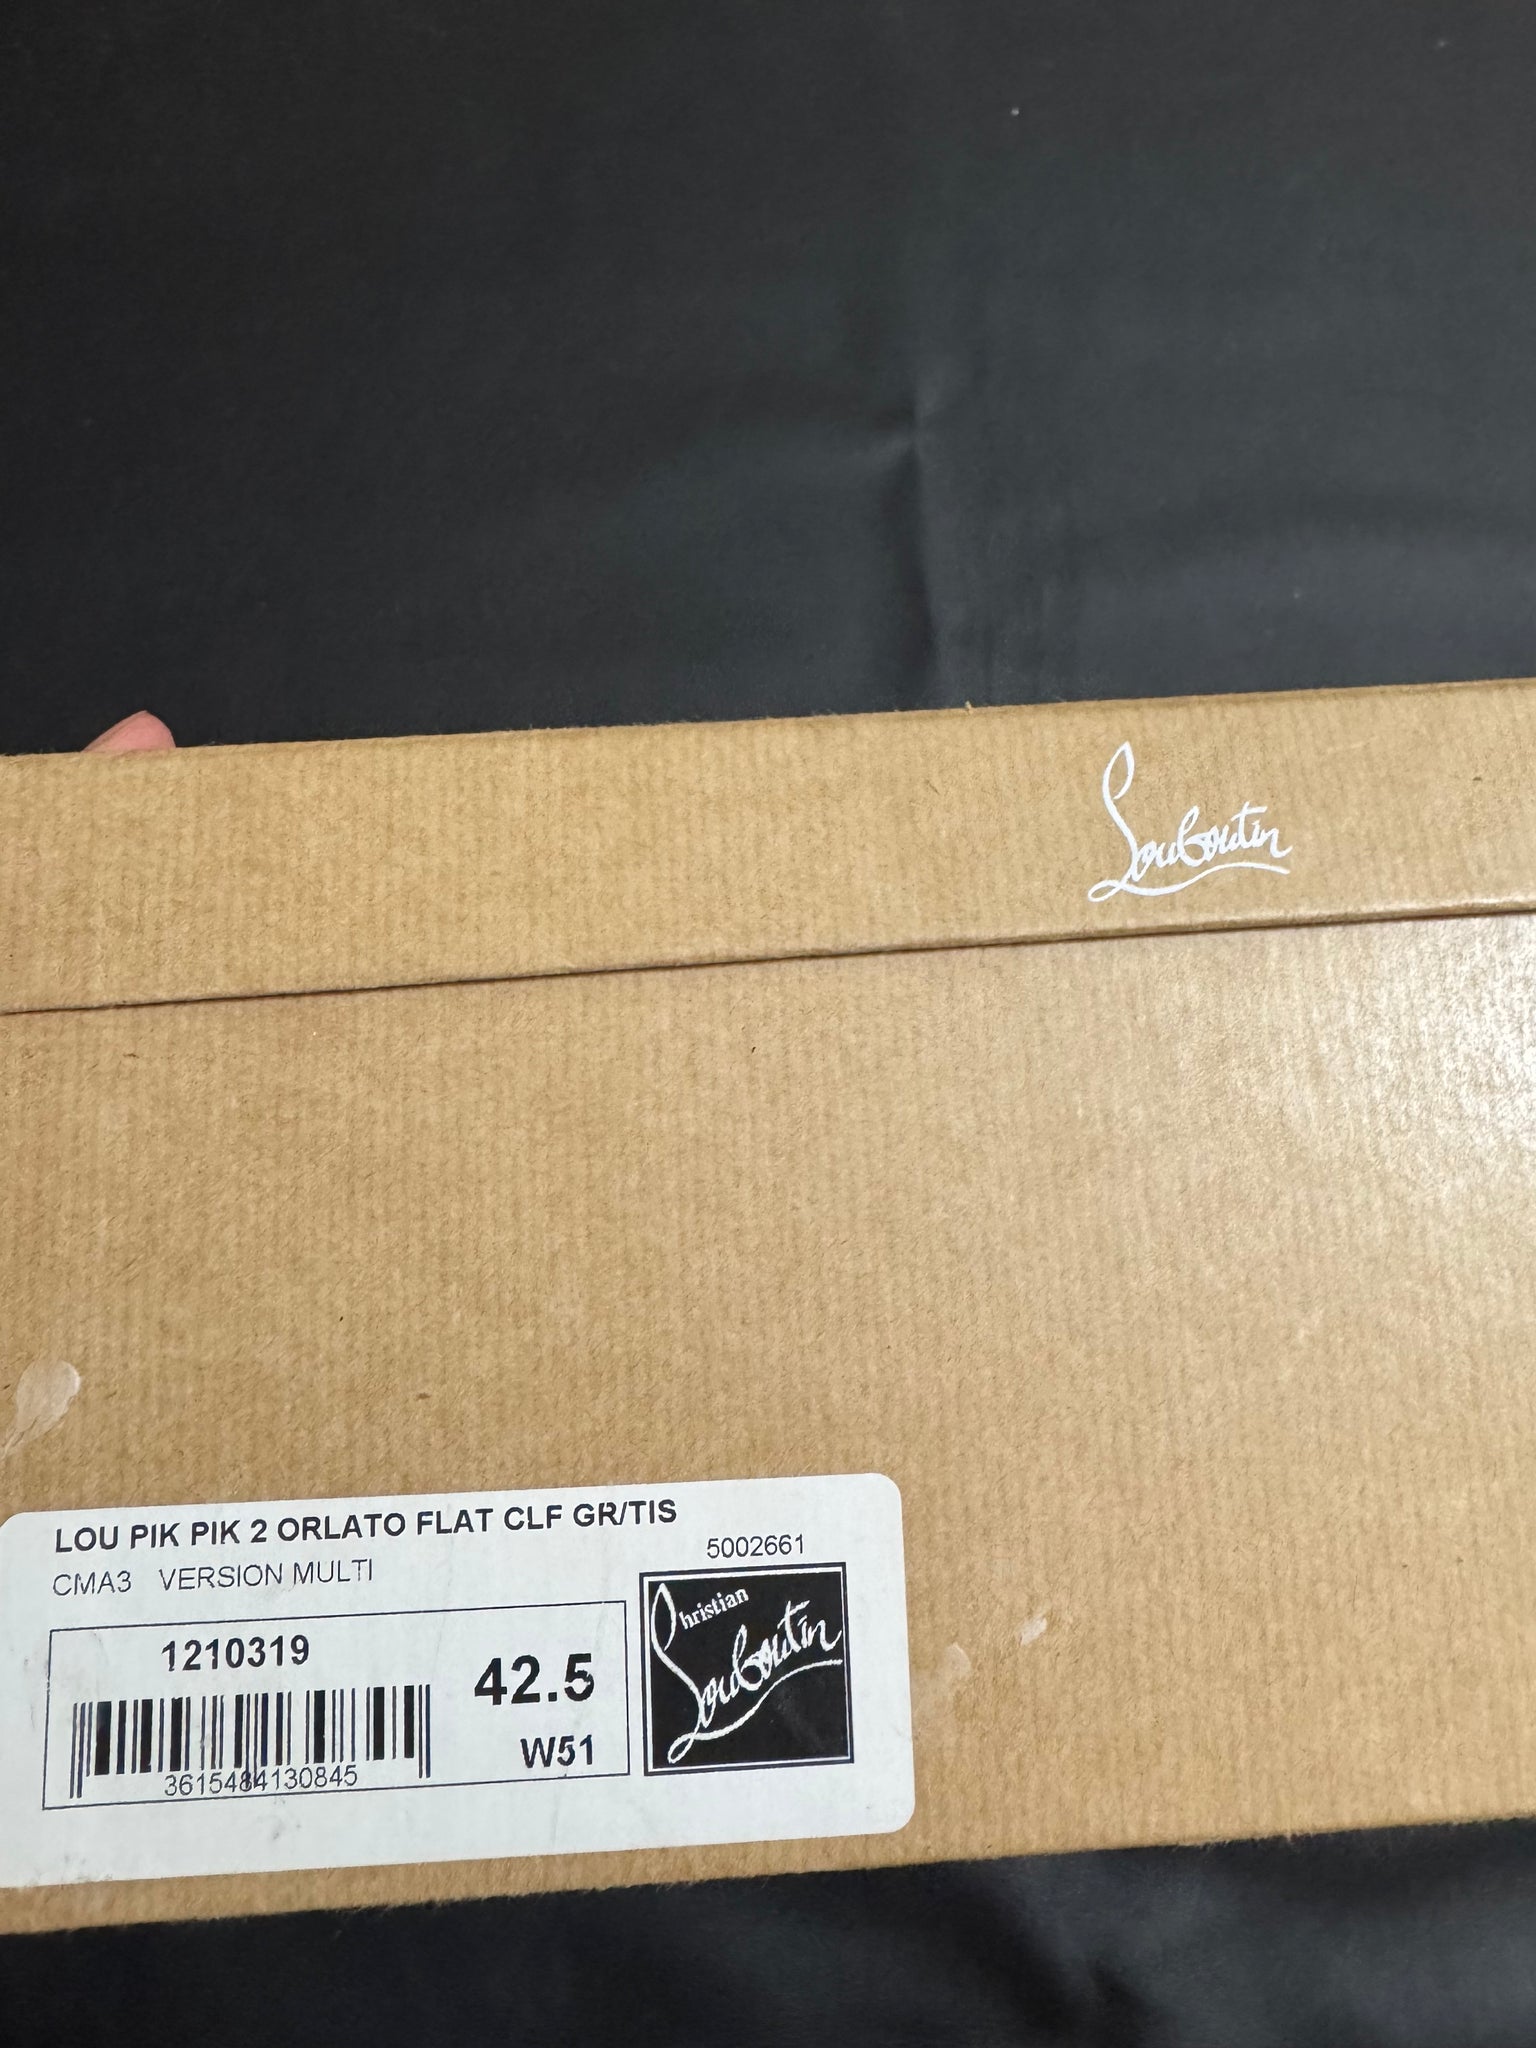 Louboutin
LOU PIK PIK 2 ORLATO FLAT CLF GR/TIS
5002661
CMA3 VERSION MULTI
1210319
42.5
W51
3615484130845
Christian
Louboutin